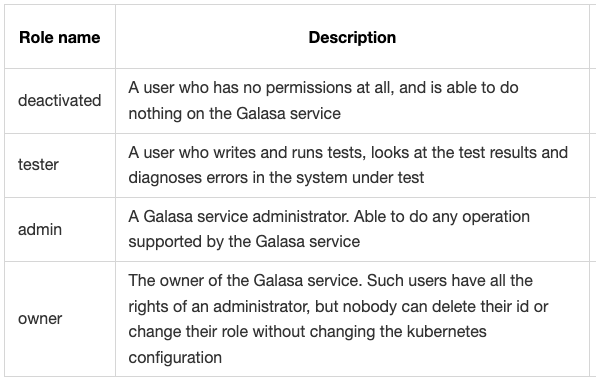 Role name
Description
deactivated
A user who has no permissions at all, and is able to do
nothing on the Galasa service
tester
A user who writes and runs tests, looks at the test results and
diagnoses errors in the system under test
admin
A Galasa service administrator. Able to do any operation
supported by the Galasa service
owner
The owner of the Galasa service. Such users have all the
rights of an administrator, but nobody can delete their id or
change their role without changing the kubernetes
configuration